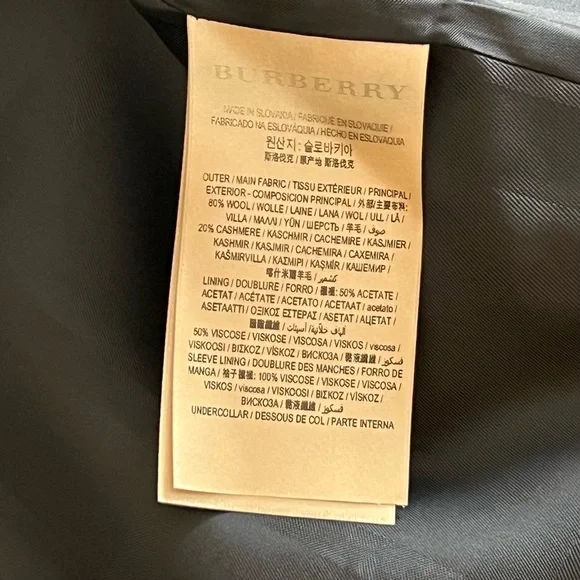 BURBERRY
MADE IN SLOVAKIA / FABRIQUE EN SLOVAQUIE /
FABRICADO NA ESLOVÁQUIA / HECHO EN ESLOVAQUIA
원산지 : 슬로바키아
斯洛伐克 / 原产地 斯洛伐克
OUTER / MAIN FABRIC / TISSU EXTÉRIEUR / PRINCIPAL /
EXTERIOR - COMPOSICION PRINCIPAL / 外部/主要布料:
80% WOOL / WOLLE / LAINE / LANA / WOL / ULL / LÃ /
VILLA / ΜΑΛΛΙ / YÜN / ШЕРСТЬ / 羊毛 / صوف /
20% CASHMERE / KASCHMIR / CACHEMIRE / KASJMIER /
KASHMIR / KASJMIR / CACHEMIRA / CAXEMIRA /
KAŠMIRVILLA / ΚΑΣΜΙΡΙ / KAŞMİR / КАШЕМИР /
喀什米爾羊毛 / كشمير /
LINING / DOUBLURE / FORRO / 裏襯: 50% ACETATE /
ACETAT / ACÉTATE / ACETATO / ACETAAT / acetato /
ASETAATTI / ΟΞΙΚΟΣ ΕΣΤΕΡΑΣ / ASETAT / АЦЕТАТ /
醋酸纖維 / ألياف خلانية / أسيتات /
50% VISCOSE / VISKOSE / VISCOSA / VISKOS / viscosa /
VISKOOSI / ΒΙΣΚΟΖ / VİSKOZ / ВИСКОЗА / 黏液纖維 / فسكوز /
SLEEVE LINING / DOUBLURE DES MANCHES / FORRO DE
MANGA / 袖子裏襯: 100% VISCOSE / VISKOSE / VISCOSA /
VISKOS / viscosa / VISKOOSI / ΒΙΣΚΟΖ / VİSKOZ /
ВИСКОЗА / 黏液纖維 / فسكوز /
UNDERCOLLAR / DESSOUS DE COL / PARTE INTERNA